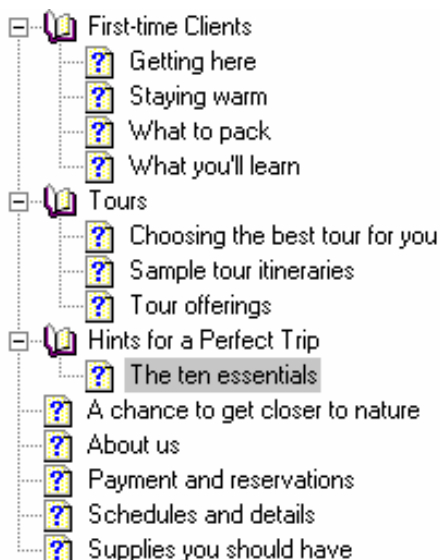 First-time Clients
Getting here
Staying warm
What to pack
What you'll learn
Tours
Choosing the best tour for you
Sample tour itineraries
Tour offerings
Hints for a Perfect Trip
The ten essentials
A chance to get closer to nature
About us
Payment and reservations
Schedules and details
Supplies you should have